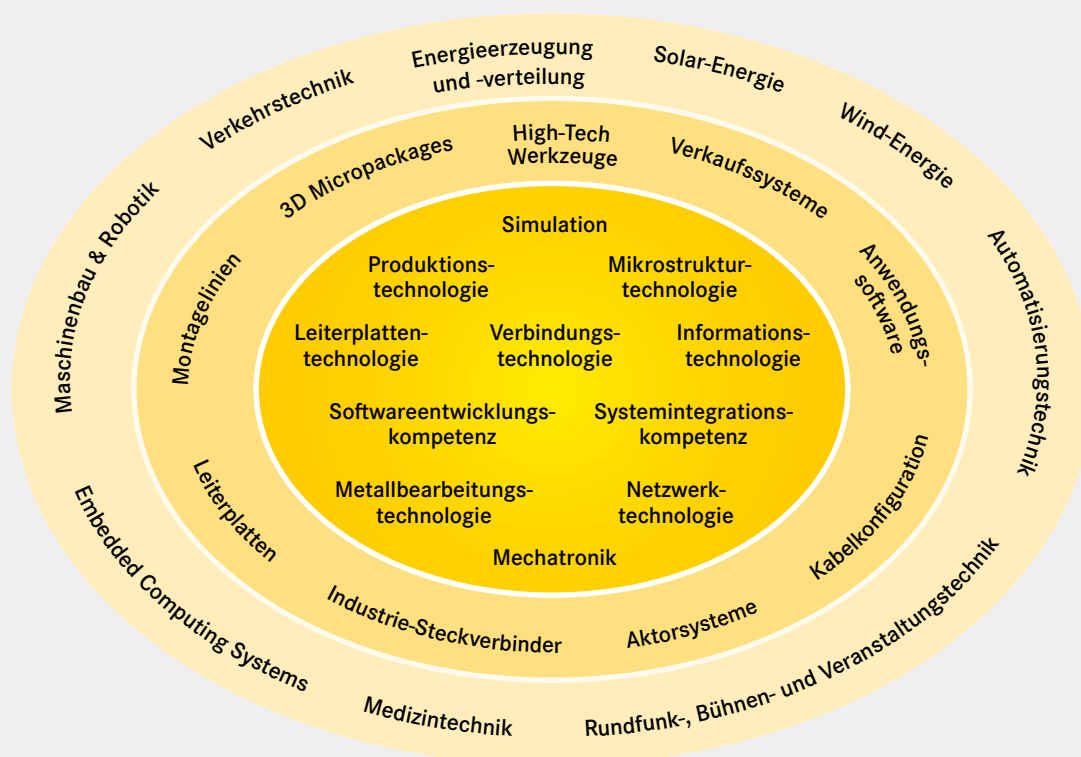 Energieerzeugung
und -verteilung
Solar-Energie
Wind-Energie
Automatisierungstechnik
Rundfunk-, Bühnen- und Veranstaltungstechnik
Medizintechnik
Embedded Computing Systems
Maschinenbau & Robotik
Verkehrstechnik
High-Tech
Werkzeuge
Verkaufssysteme
Anwendungs-
software
Kabelkonfiguration
Aktorsysteme
Industrie-Steckverbinder
Leiterplatten
Montagelinien
3D Micropackages
Simulation
Produktions-
technologie
Mikrostruktur-
technologie
Leiterplatten-
technologie
Verbindungs-
technologie
Informations-
technologie
Softwareentwicklungs-
kompetenz
Systemintegrations-
kompetenz
Metallbearbeitungs-
technologie
Netzwerk-
technologie
Mechatronik